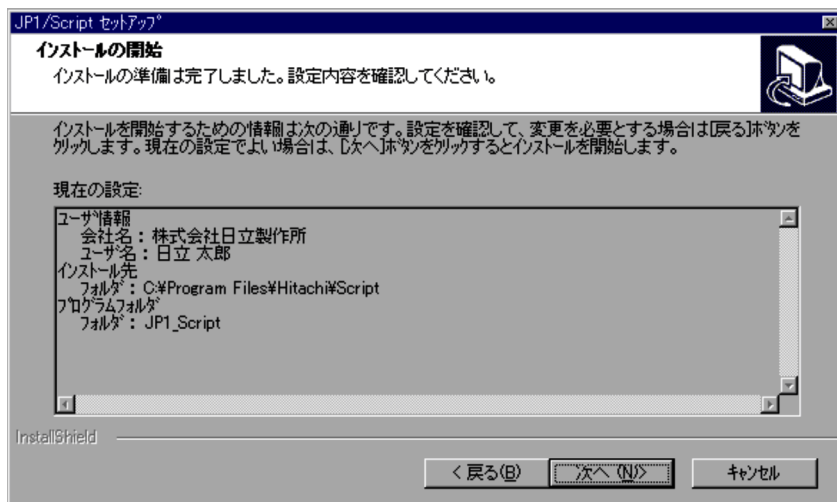 JP1/Script ｾｯﾄｱｯﾌﾟ
ｲﾝｽﾄｰﾙの開始
ｲﾝｽﾄｰﾙの準備は完了しました。設定内容を確認してください。
ｲﾝｽﾄｰﾙを開始するための情報は次の通りです。設定を確認して、変更を必要とする場合は[戻る]ﾎﾞﾀﾝを
ｸﾘｯｸします。現在の設定でよい場合は、[次へ]ﾎﾞﾀﾝをｸﾘｯｸするとｲﾝｽﾄｰﾙを開始します。
現在の設定:
ﾕｰｻﾞ情報
会社名 : 株式会社日立製作所
ﾕｰｻﾞ名 : 日立 太郎
ｲﾝｽﾄｰﾙ先
ﾌｫﾙﾀﾞ : C:¥Program Files¥Hitachi¥Script
ﾌﾟﾛｸﾞﾗﾑﾌｫﾙﾀﾞ
ﾌｫﾙﾀﾞ : JP1_Script
InstallShield
< 戻る(B)
次へ (N)>
ｷｬﾝｾﾙ